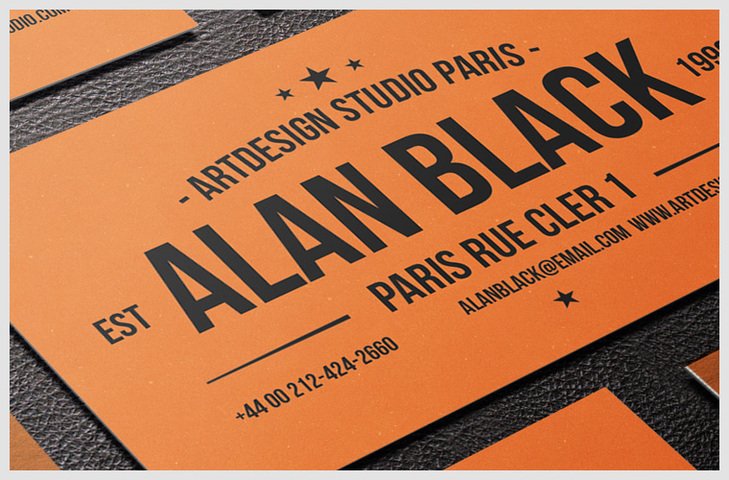 - ARTDESIGN STUDIO PARIS -
EST ALAN BLACK
PARIS RUE CLER 1
+44 00 212-424-2660 ALANBLACK@EMAIL.COM